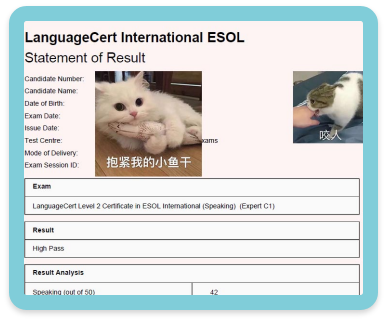 LanguageCert International ESOL
Statement of Result
Candidate Number:
Candidate Name:
Date of Birth:
Exam Date:
Issue Date:
Test Centre:
xams
Mode of Delivery:
Exam Session ID:
抱紧我的小鱼干
咬人
Exam
LanguageCert Level 2 Certificate in ESOL International (Speaking) (Expert C1)
Result
High Pass
Result Analysis
Speaking (out of 50) 42